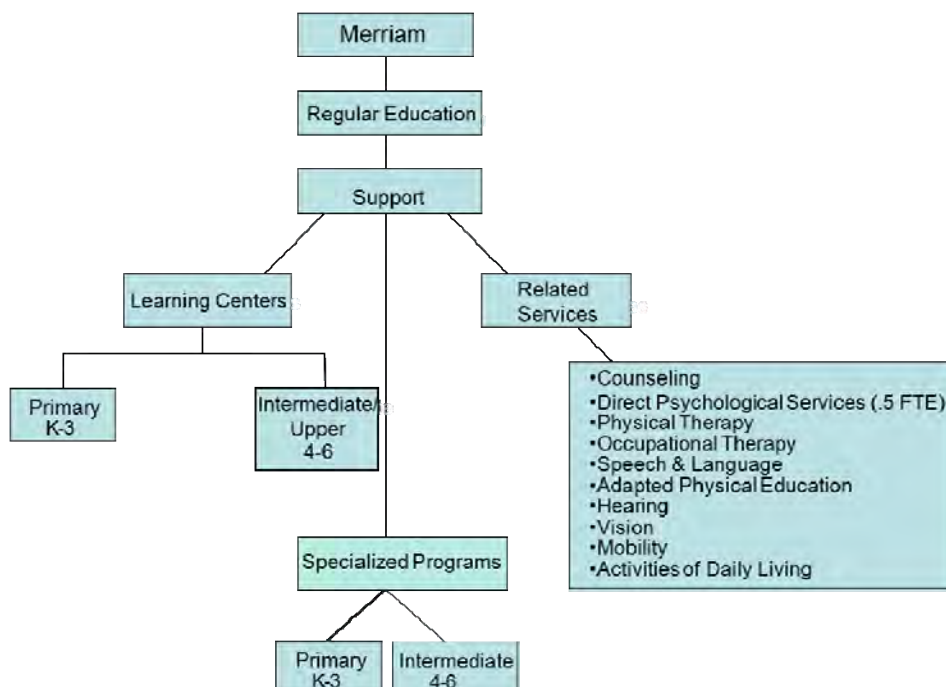 Merriam
Regular Education
Support
Learning Centers
Related
Services
Primary
K-3
Intermediate/
Upper
4-6
•Counseling
•Direct Psychological Services (.5 FTE)
•Physical Therapy
•Occupational Therapy
•Speech & Language
•Adapted Physical Education
•Hearing
•Vision
•Mobility
•Activities of Daily Living
Specialized Programs
Primary
K-3
Intermediate
4-6